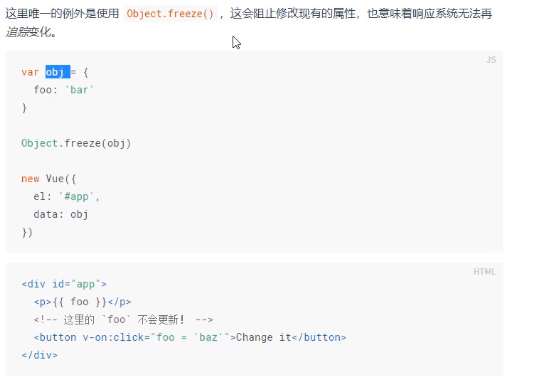 这里唯一的例外是使用 Object.freeze()，这会阻止修改现有的属性，也意味着响应系统无法再
追踪变化。
JS
var obj = {
  foo: 'bar'
}
Object.freeze(obj)
new Vue({
  el: '#app',
  data: obj
})
HTML
<div id="app">
  <p>{{ foo }}</p>
  <!-- 这里的 `foo` 不会更新！ -->
  <button v-on:click="foo = 'baz'">Change it</button>
</div>